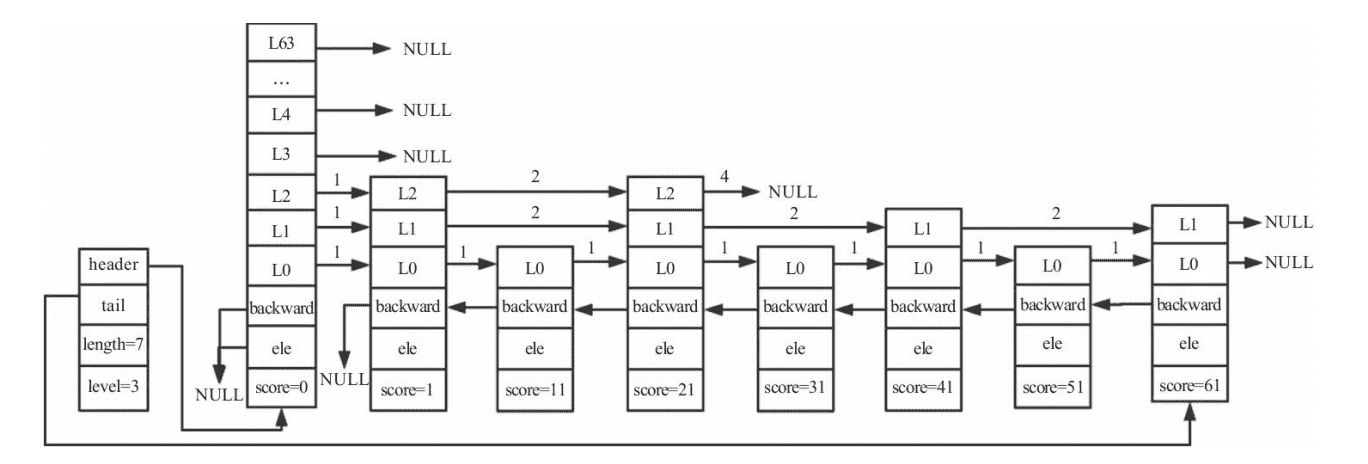 L63
NULL
…
L4
NULL
L3
NULL
L2
1
L2
2
L2
4
NULL
L1
1
L1
2
L1
2
L1
2
L1
NULL
header
L0
1
L0
1
L0
1
L0
1
L0
1
L0
1
L0
1
L0
NULL
tail
backward
backward
backward
backward
backward
backward
backward
backward
length=7
ele
ele
ele
ele
ele
ele
ele
ele
level=3
NULL
score=0
NULL
score=1
score=11
score=21
score=31
score=41
score=51
score=61